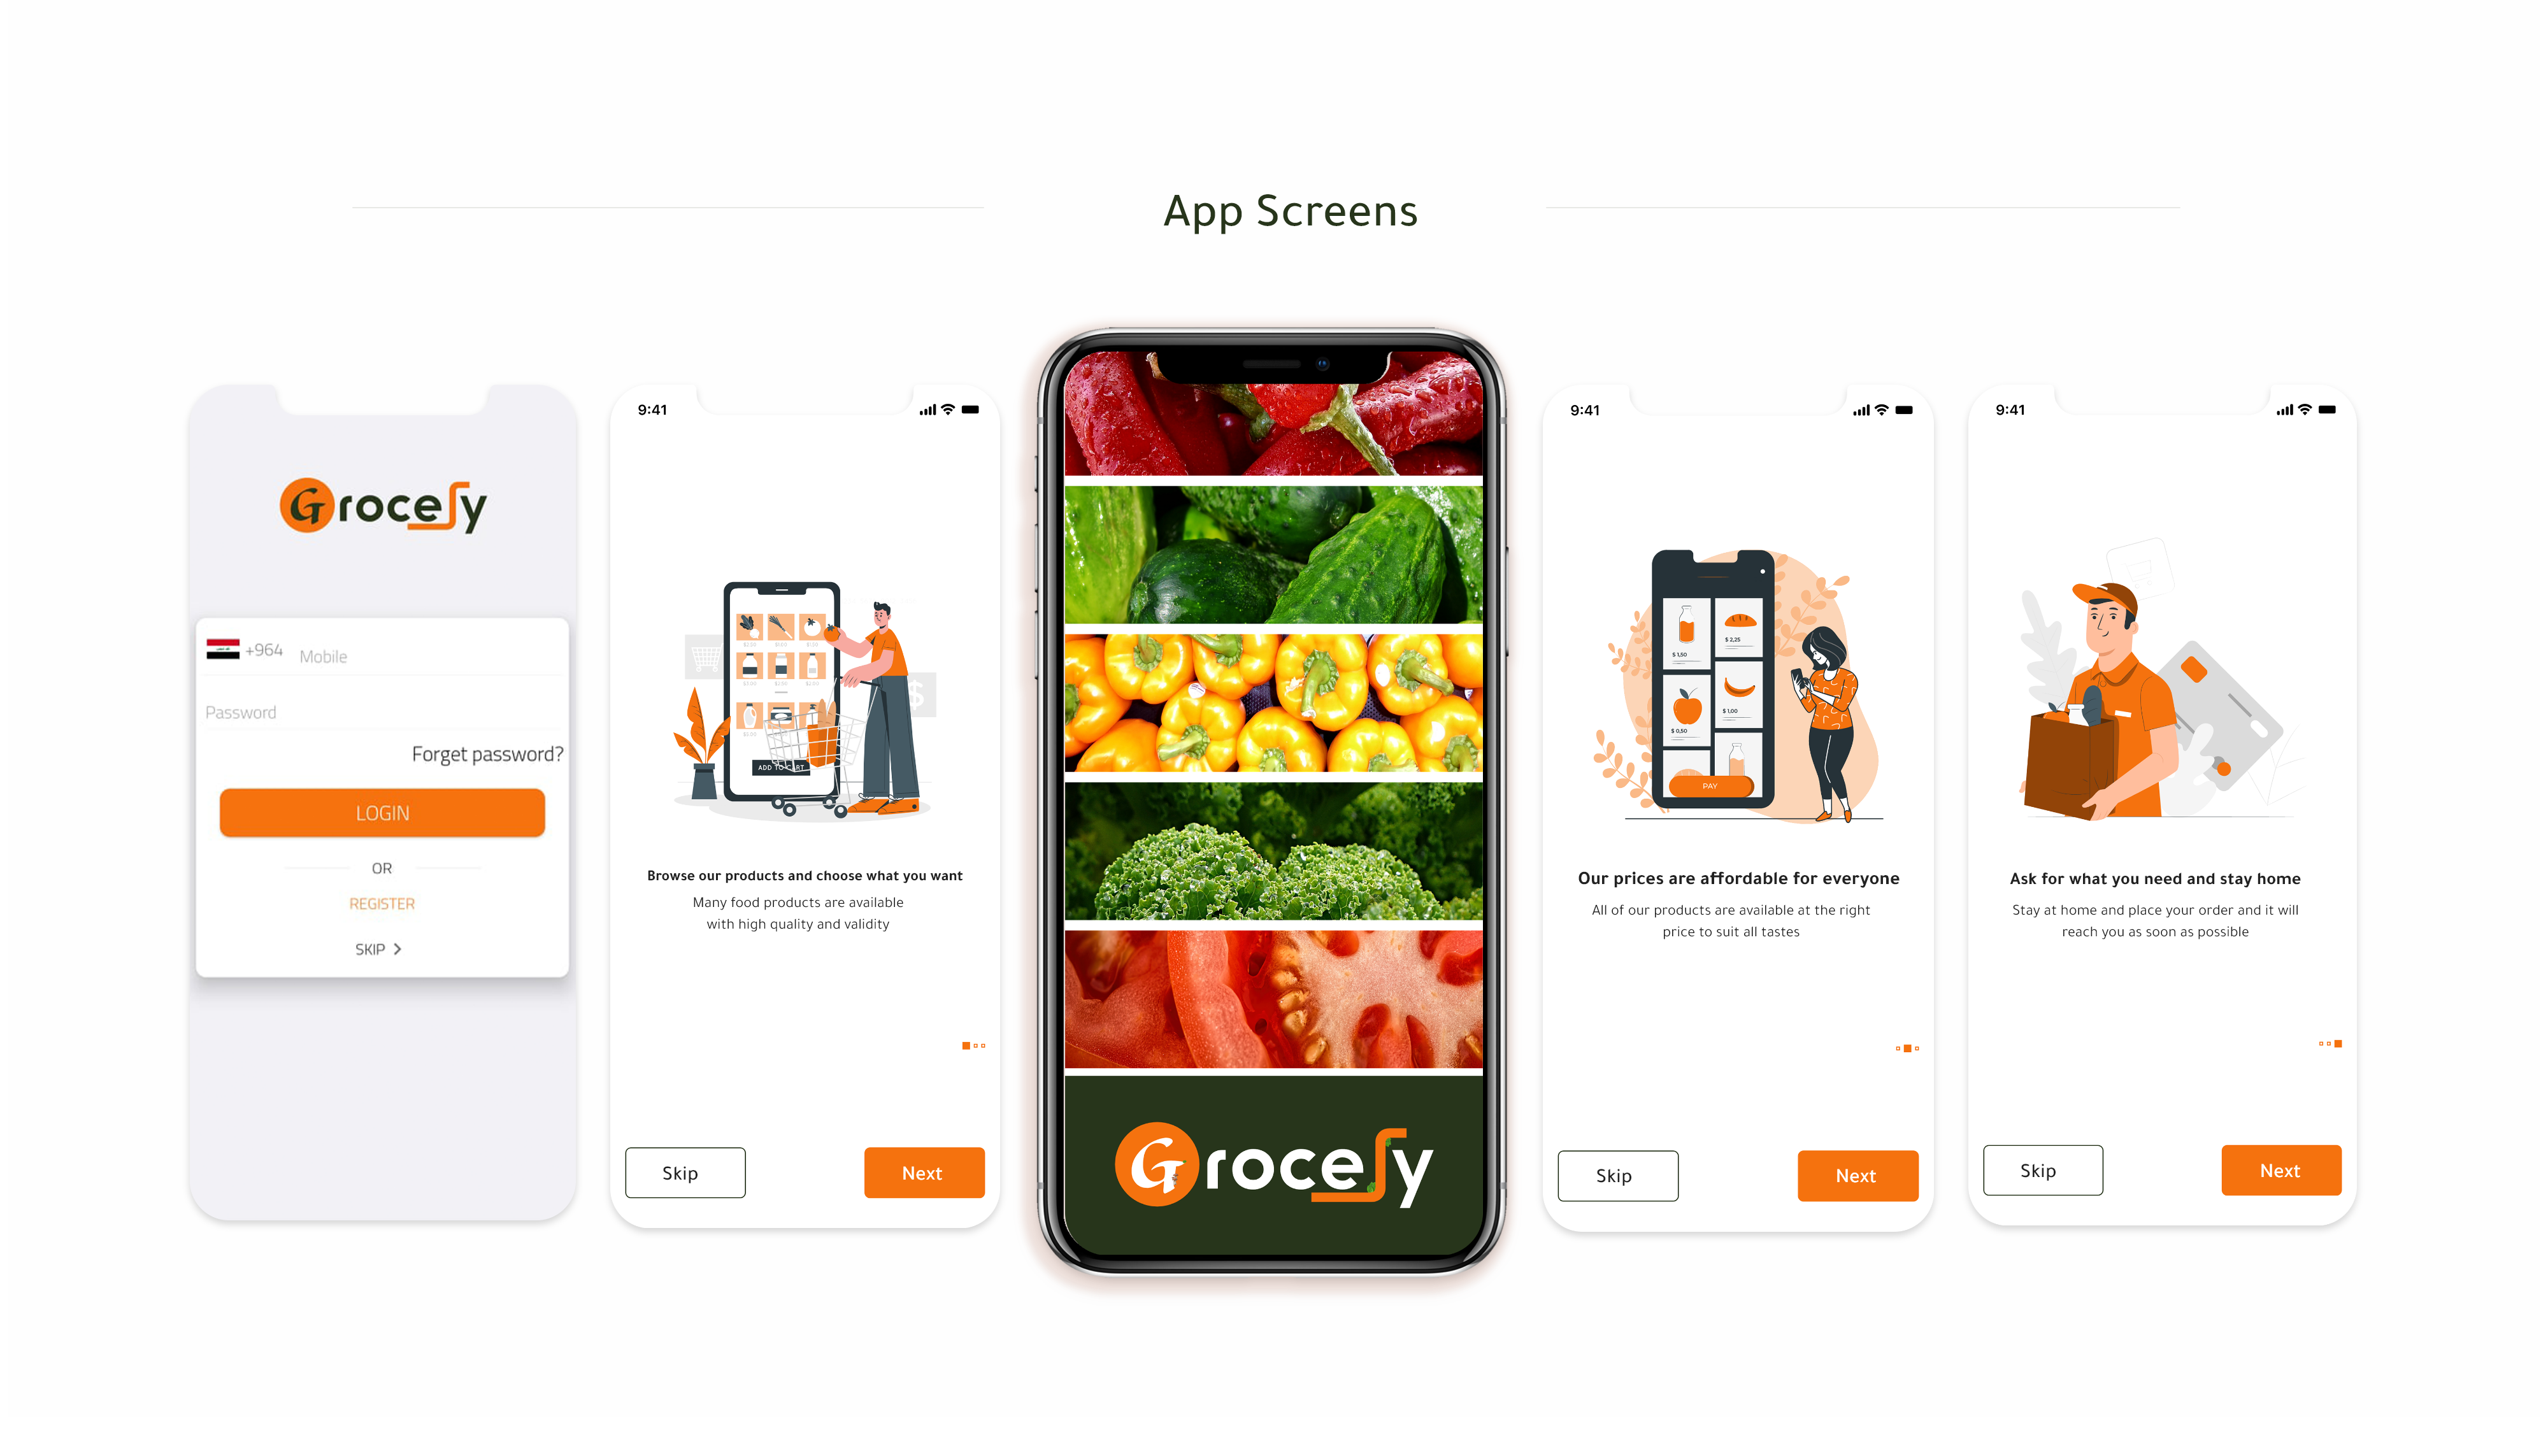 App Screens
Grocery
+964 Mobile
Password
Forget password?
LOGIN
OR
REGISTER
SKIP
9:41
ADD TO CART
Browse our products and choose what you want
Many food products are available
with high quality and validity
Skip
Next
Grocery
9:41
$ 1,50
$ 2,25
$ 0,50
$ 1,00
PAY
Our prices are affordable for everyone
All of our products are available at the right
price to suit all tastes
Skip
Next
9:41
Ask for what you need and stay home
Stay at home and place your order and it will
reach you as soon as possible
Skip
Next